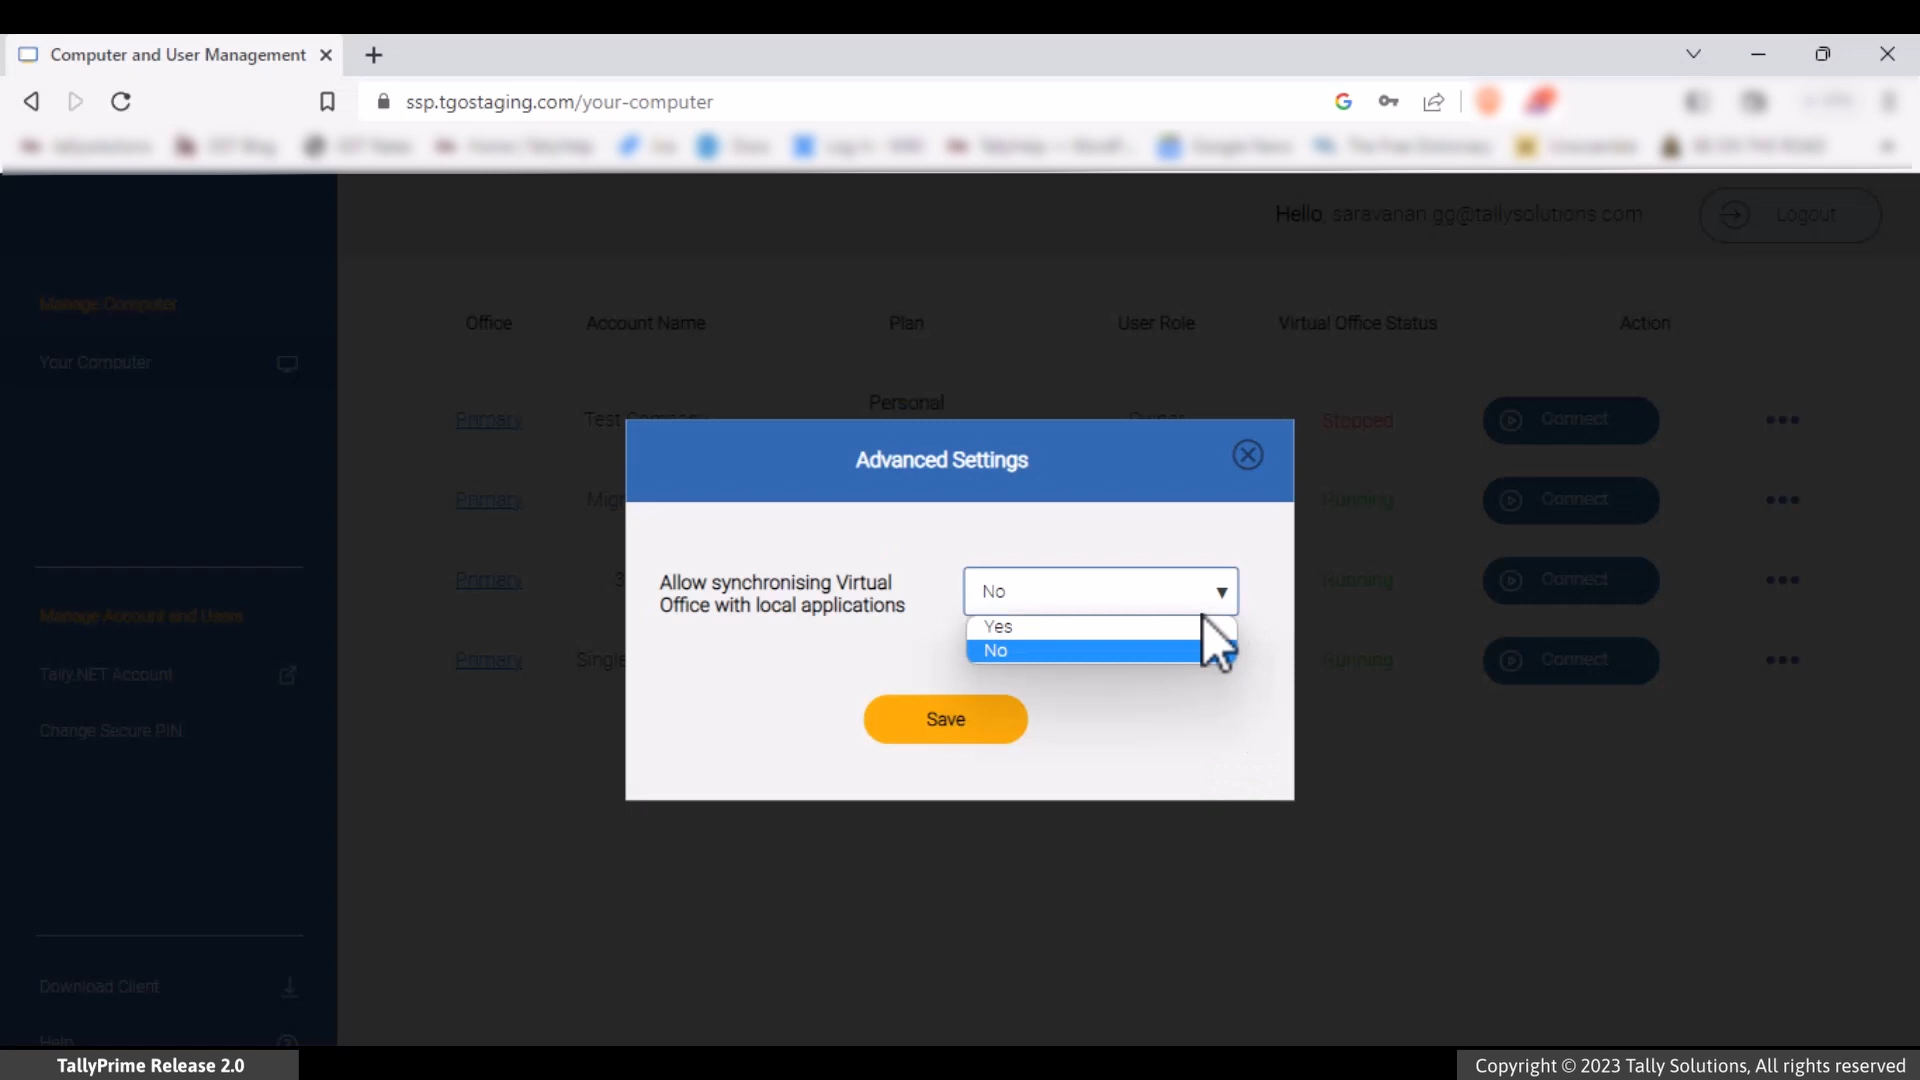 Computer and User Management
ssp.tgostaging.com/your-computer
Hello, saravanan.gg@tallysolutions.com
Logout
Manage Computer
Your Computer
Office Account Name Plan User Role Virtual Office Status Action
Personal
Primary Test Company Owner Stopped Connect
Primary Running Connect
Primary Running Connect
Primary Single Running Connect
Advanced Settings
Allow synchronising Virtual
Office with local applications
No
Yes
No
Save
Manage Account and Users
Tally.NET Account
Change Secure PIN
Download Client
Help
TallyPrime Release 2.0
Copyright © 2023 Tally Solutions, All rights reserved